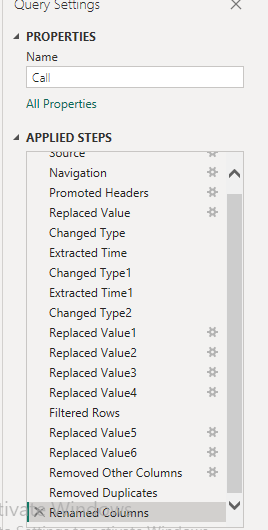 Query Settings
PROPERTIES
Name
Call
All Properties
APPLIED STEPS
Source
Navigation
Promoted Headers
Replaced Value
Changed Type
Extracted Time
Changed Type1
Extracted Time1
Changed Type2
Replaced Value1
Replaced Value2
Replaced Value3
Replaced Value4
Filtered Rows
Replaced Value5
Replaced Value6
Removed Other Columns
Removed Duplicates
Renamed Columns